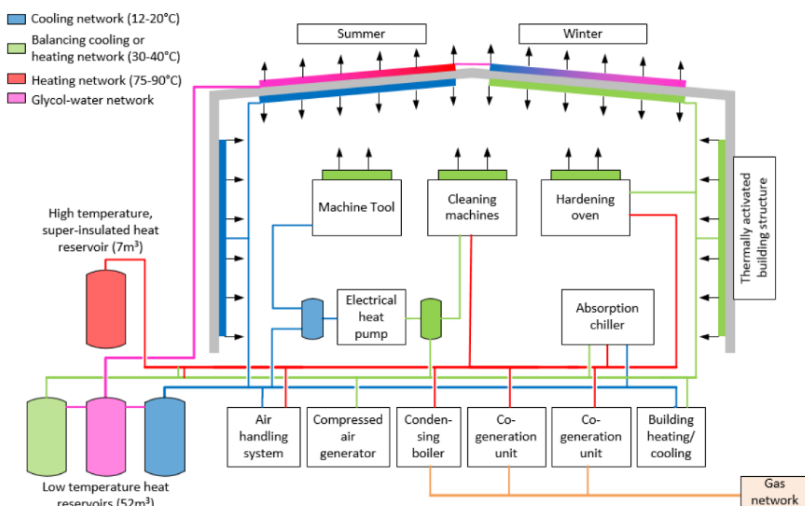 Cooling network (12-20°C)
Balancing cooling or
heating network (30-40°C)
Heating network (75-90°C)
Glycol-water network
Summer
Winter
Machine Tool
Cleaning
machines
Hardening
oven
Thermally activated
building structure
High temperature,
super-insulated heat
reservoir (7m³)
Electrical
heat
pump
Absorption
chiller
Air
handling
system
Compressed
air
generator
Conden-
sing
boiler
Co-
generation
unit
Co-
generation
unit
Building
heating/
cooling
Low temperature heat
reservoirs (52m³)
Gas
network